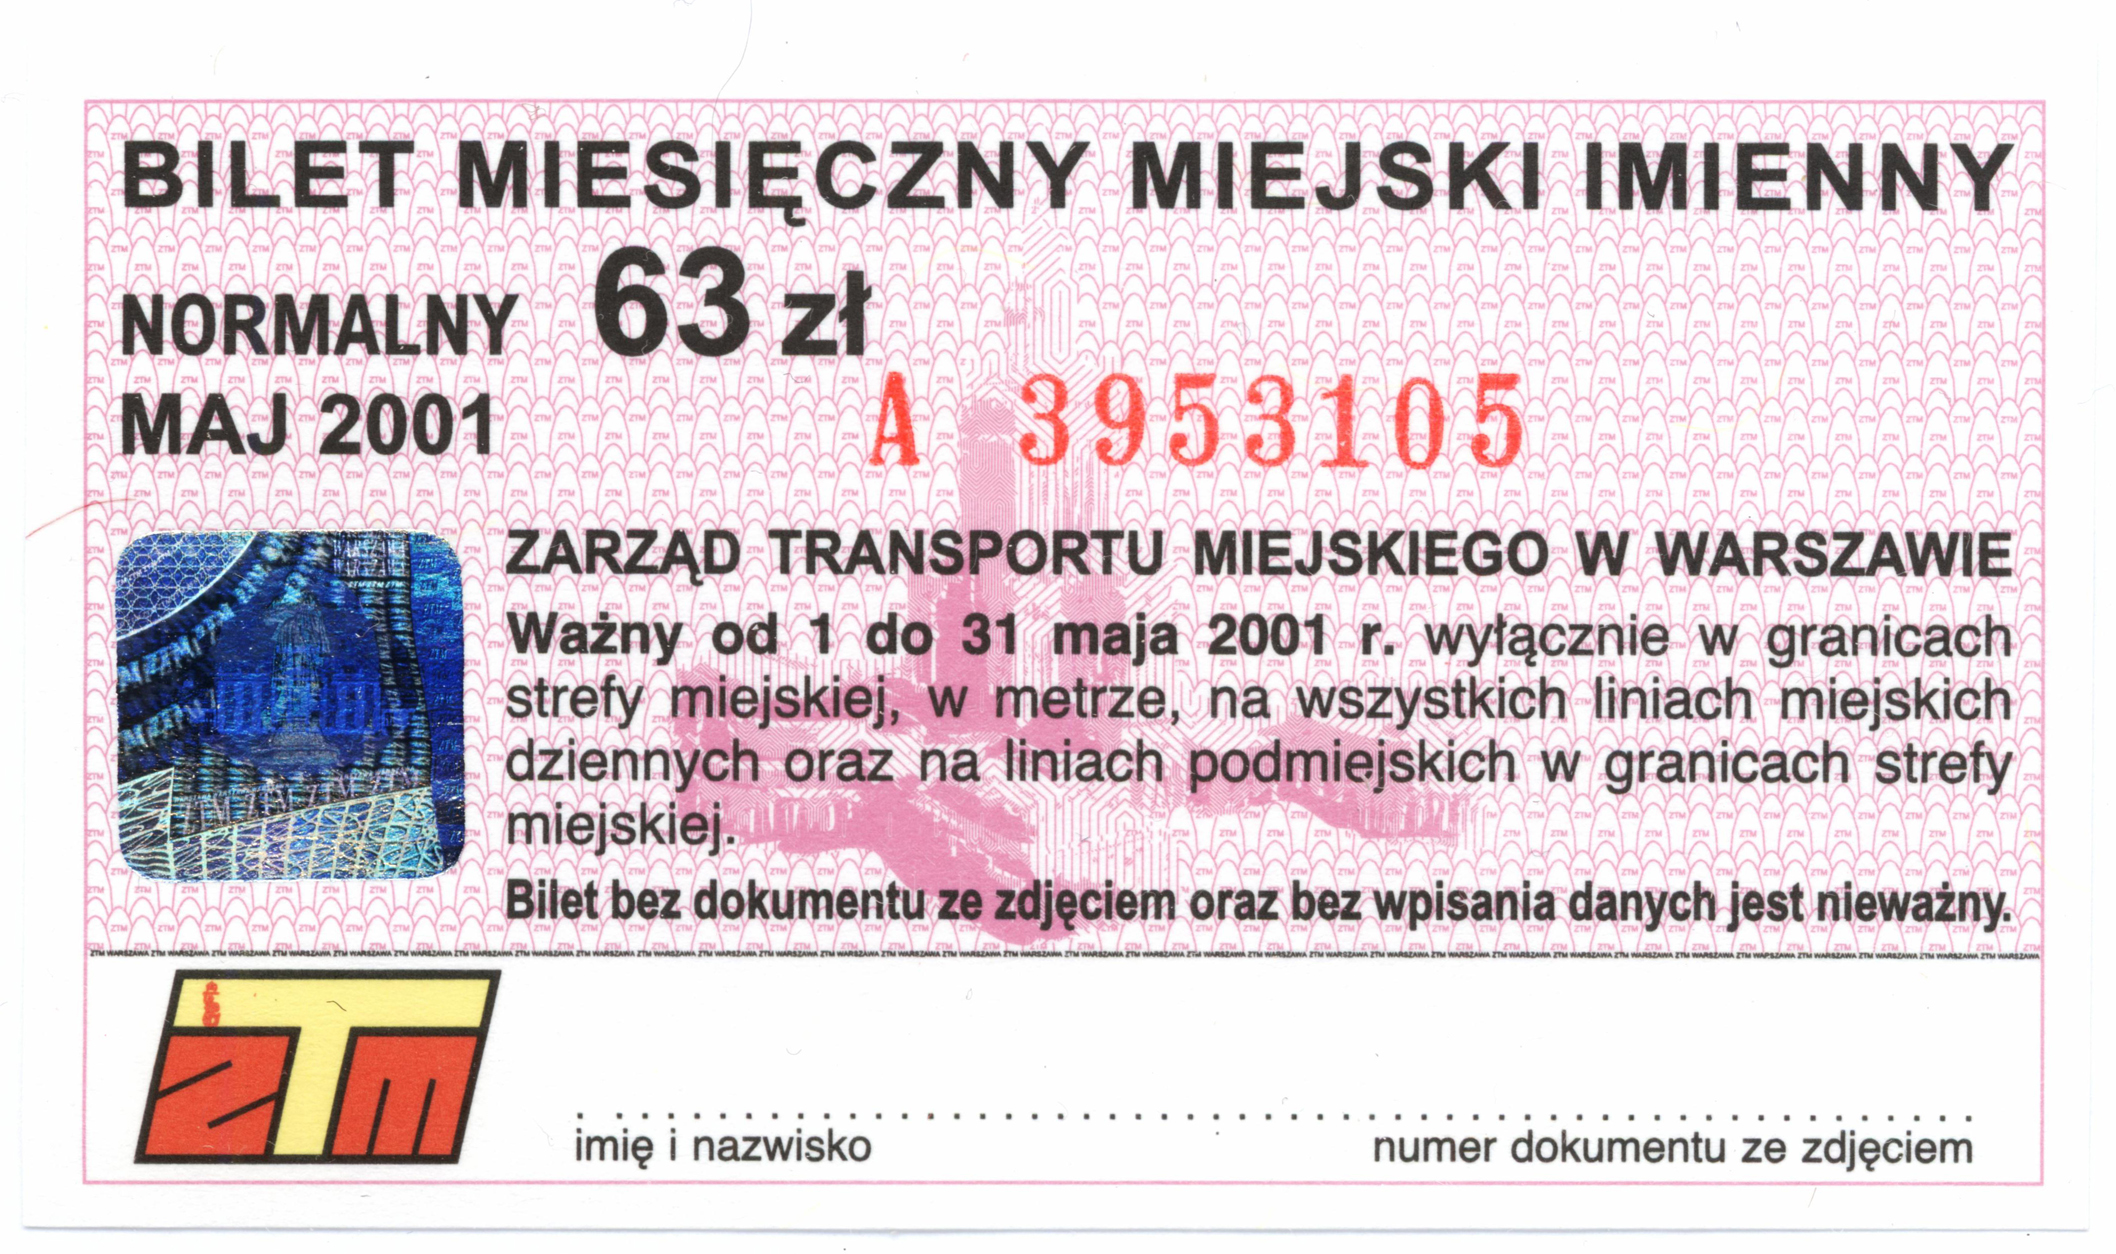 BILET MIESIĘCZNY MIEJSKI IMIENNY
NORMALNY 63 zł
MAJ 2001
A 3953105
ZARZĄD TRANSPORTU MIEJSKIEGO W WARSZAWIE
Ważny od 1 do 31 maja 2001 r. wyłącznie w granicach
strefy miejskiej, w metrze, na wszystkich liniach miejskich
dziennych oraz na liniach podmiejskich w granicach strefy
miejskiej.
Bilet bez dokumentu ze zdjęciem oraz bez wpisania danych jest nieważny.
ZTM
imię i nazwisko numer dokumentu ze zdjęciem